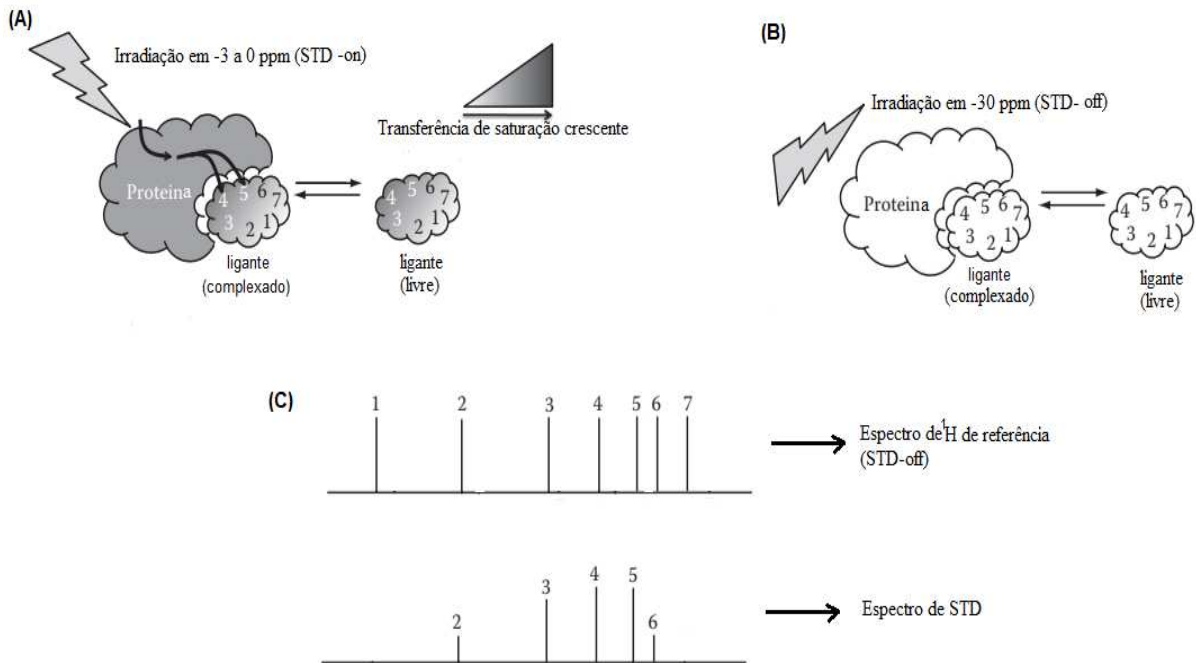 (A)
Irradiação em -3 a 0 ppm (STD -on)
Transferência de saturação crescente
Proteina
4 5 6 7
3 2 1
ligante
(complexado)
4 5 6 7
3 2 1
ligante
(livre)
(B)
Irradiação em -30 ppm (STD- off)
Proteina
4 5 6 7
3 2 1
ligante
(complexado)
4 5 6 7
3 2 1
ligante
(livre)
(C)
1 2 3 4 5 6 7
Espectro de ¹H de referência
(STD-off)
2 3 4 5 6
Espectro de STD